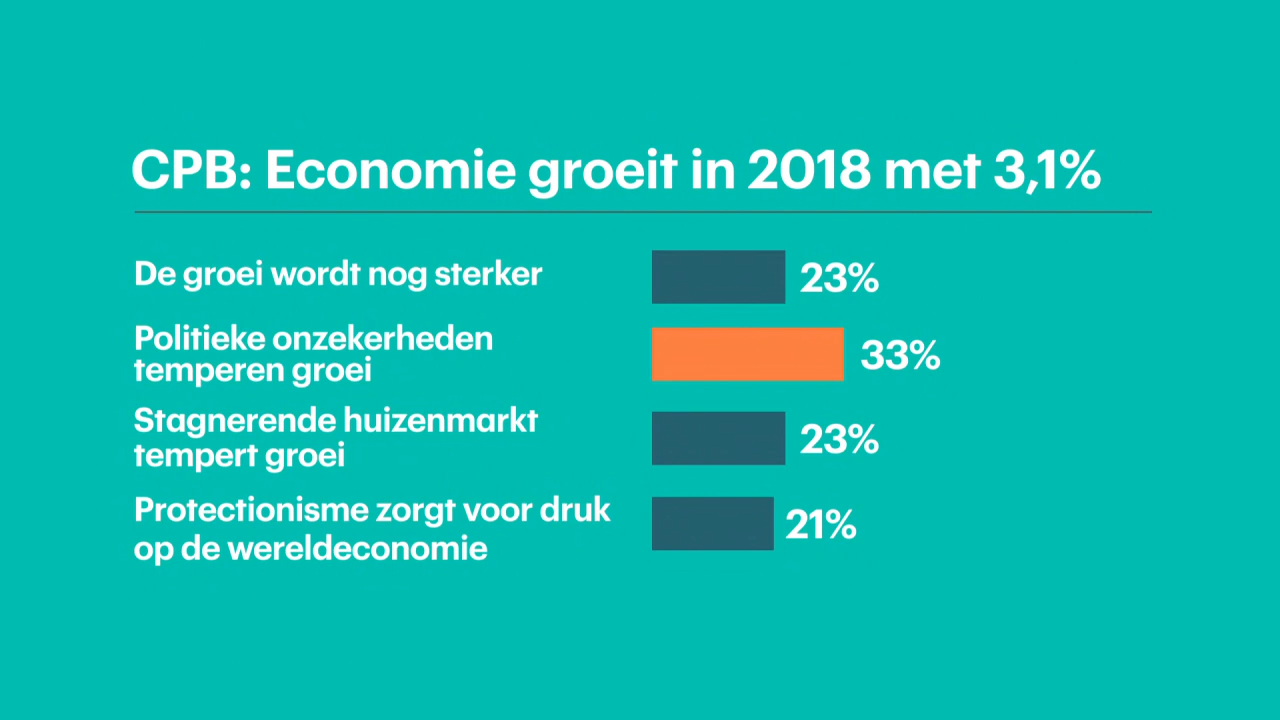 CPB: Economie groeit in 2018 met 3,1%
De groei wordt nog sterker
23%
Politieke onzekerheden
temperen groei
33%
Stagnerende huizenmarkt
tempert groei
23%
Protectionisme zorgt voor druk
op de wereldeconomie
21%